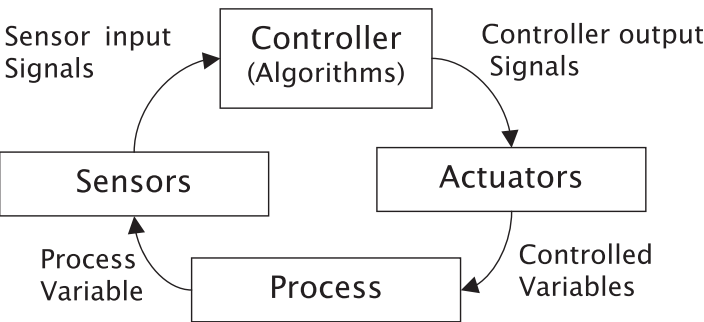 Sensor input
Signals
Controller
(Algorithms)
Controller output
Signals
Sensors
Actuators
Process
Variable
Process
Controlled
Variables